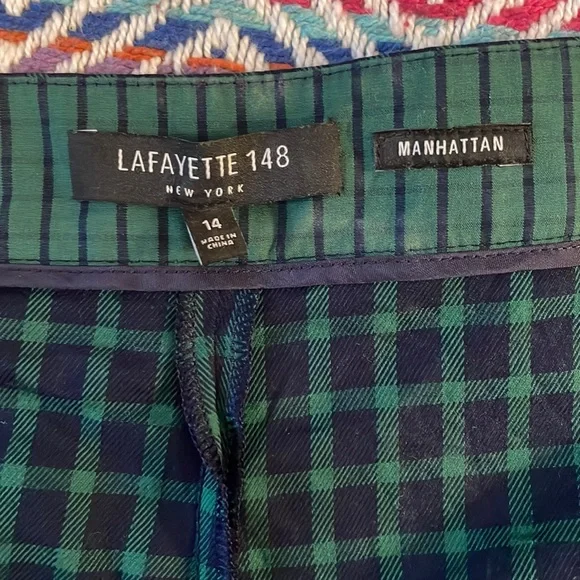 LAFAYETTE 148
NEW YORK
MANHATTAN
14
MADE IN
CHINA